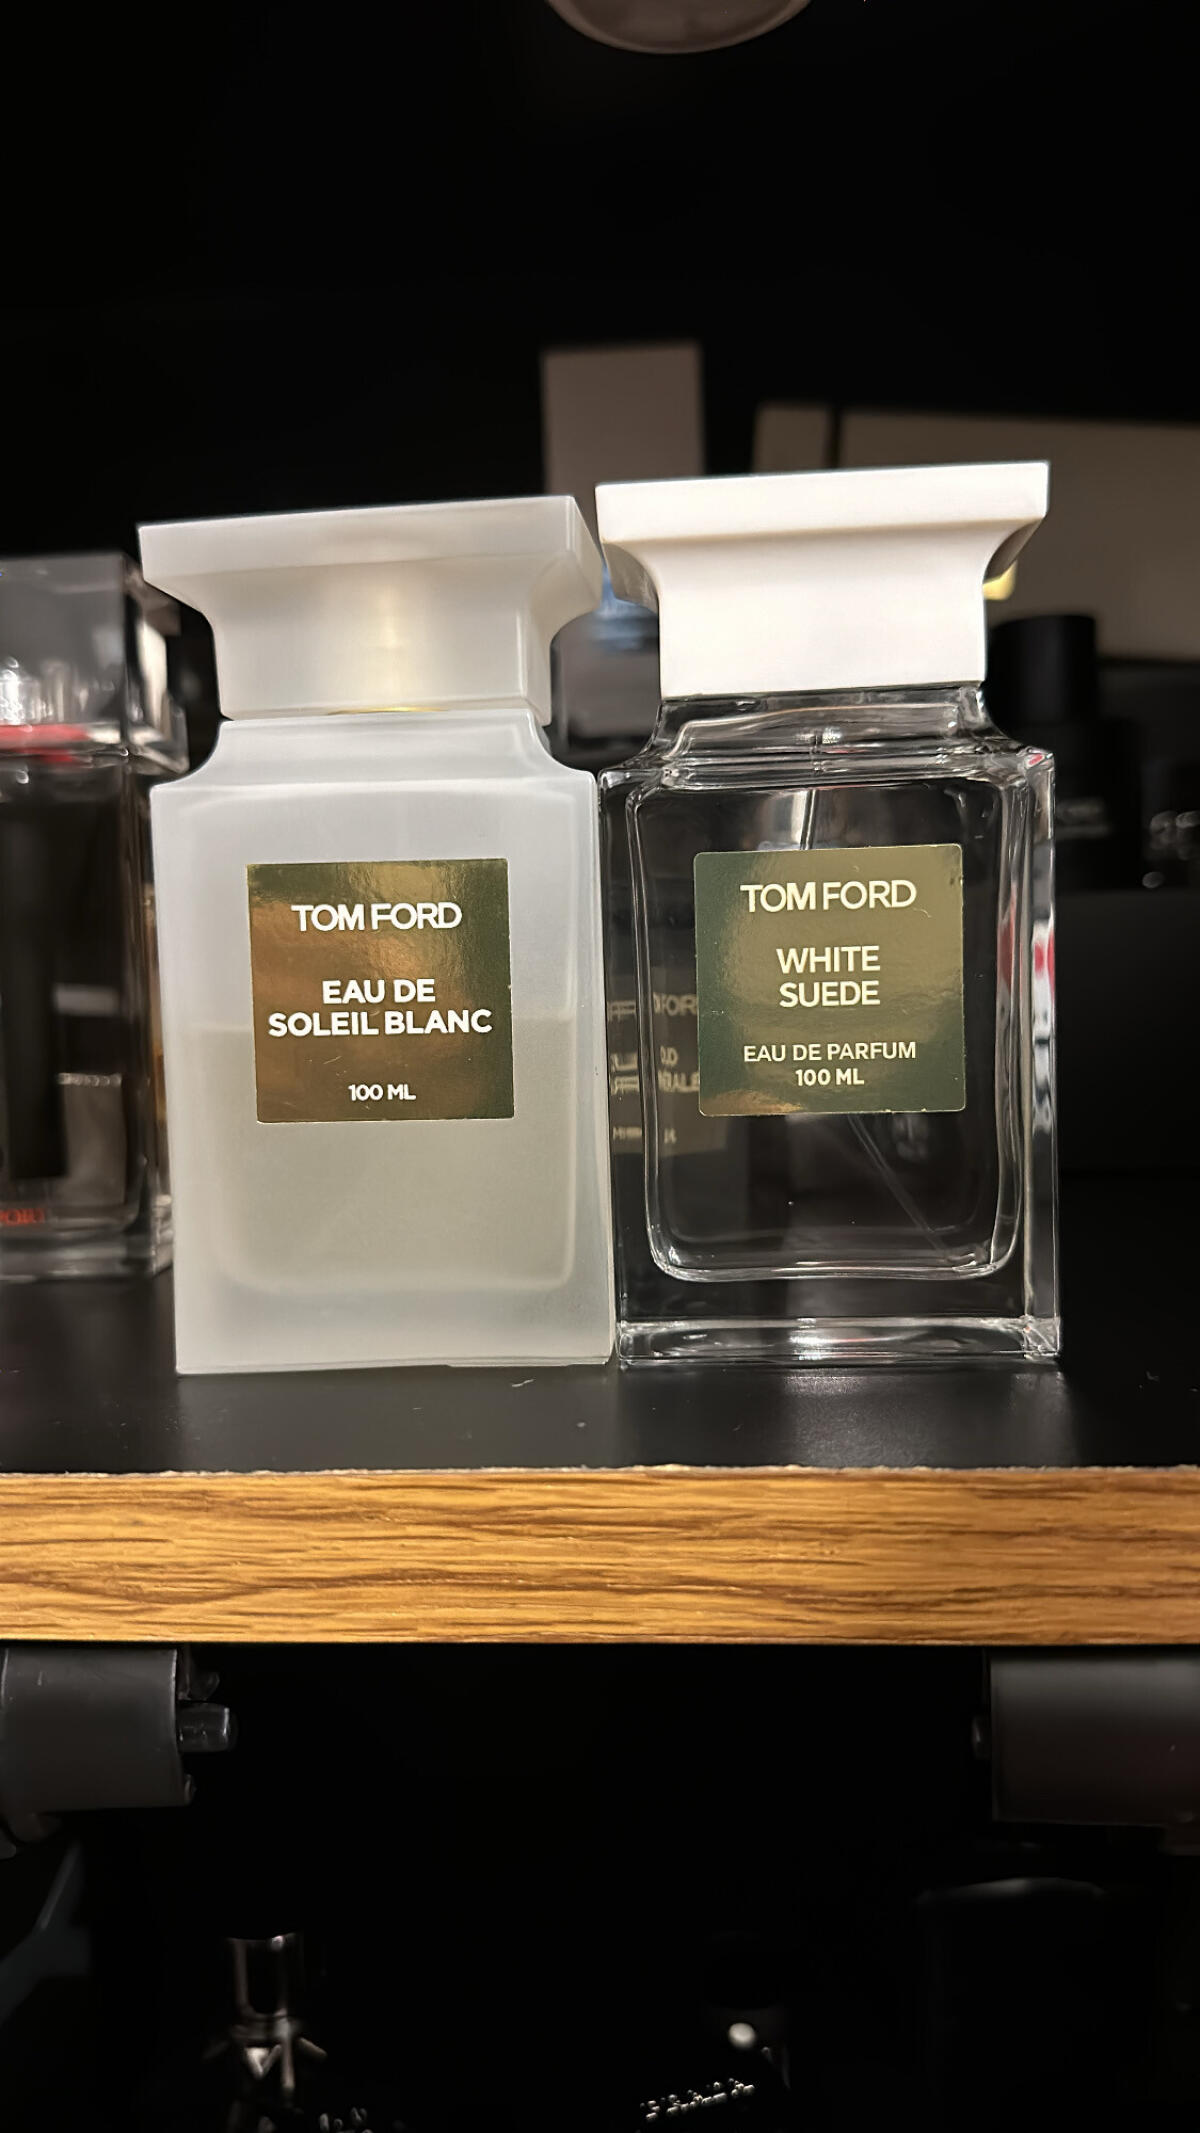 TOM FORD
EAU DE
SOLEIL BLANC
100 ML
TOM FORD
WHITE
SUEDE
EAU DE PARFUM
100 ML